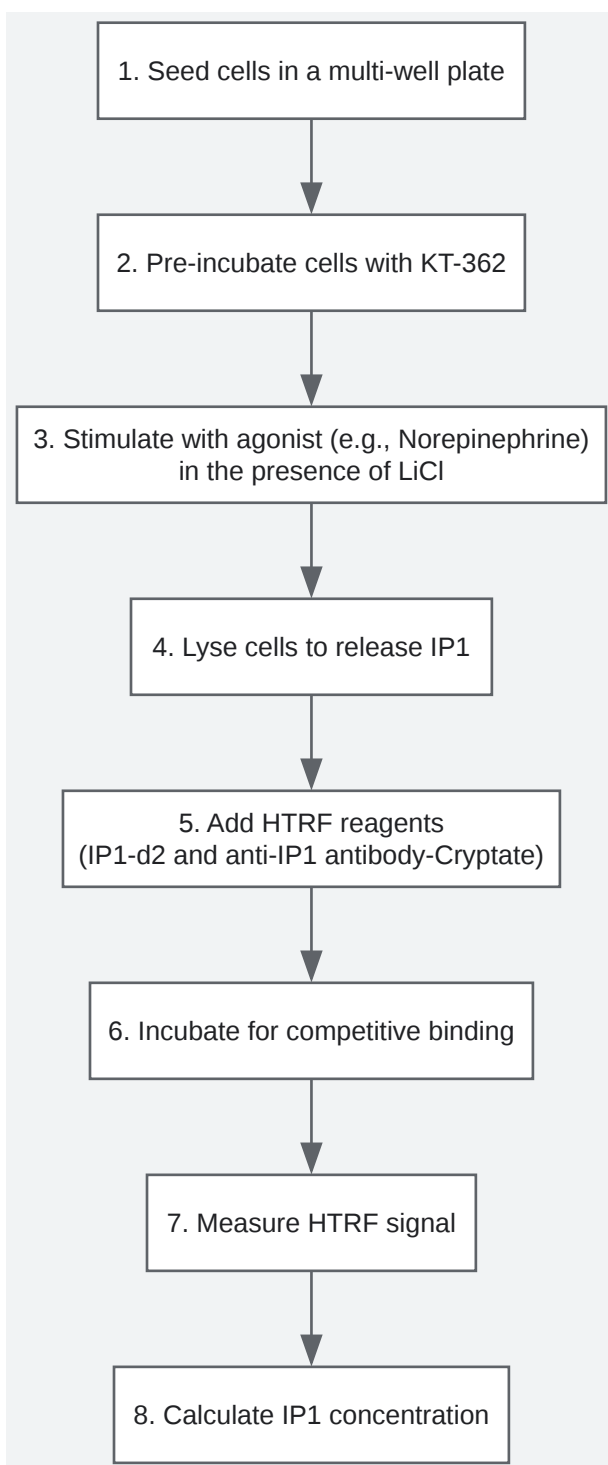 1. Seed cells in a multi-well plate
2. Pre-incubate cells with KT-362
3. Stimulate with agonist (e.g., Norepinephrine)
in the presence of LiCl
4. Lyse cells to release IP1
5. Add HTRF reagents
(IP1-d2 and anti-IP1 antibody-Cryptate)
6. Incubate for competitive binding
7. Measure HTRF signal
8. Calculate IP1 concentration